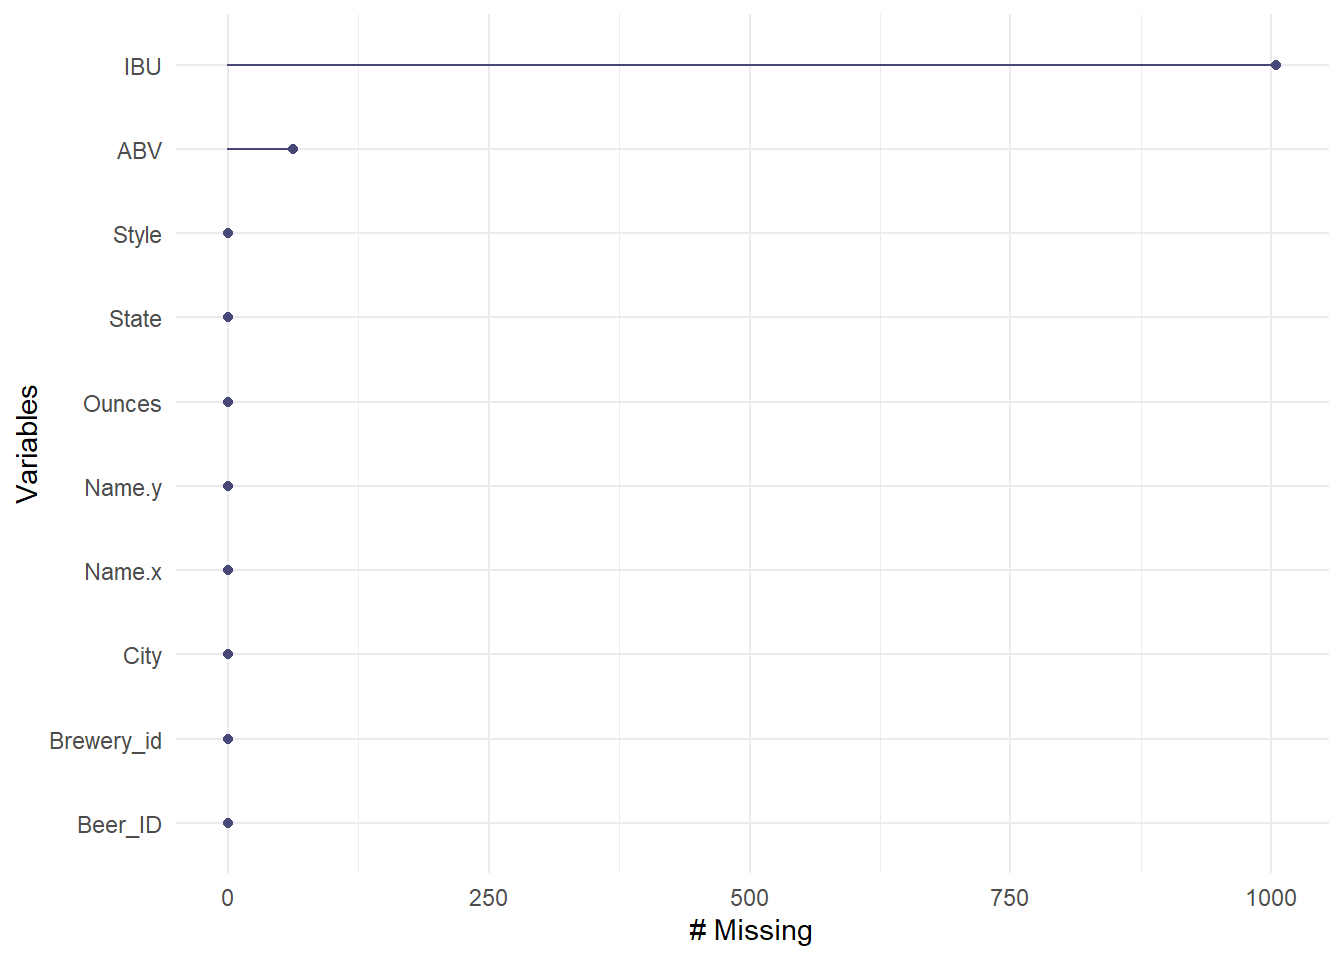 IBU
ABV
Style
State
Ounces
Name.y
Name.x
City
Brewery_id
Beer_ID
Variables
0 250 500 750 1000
# Missing